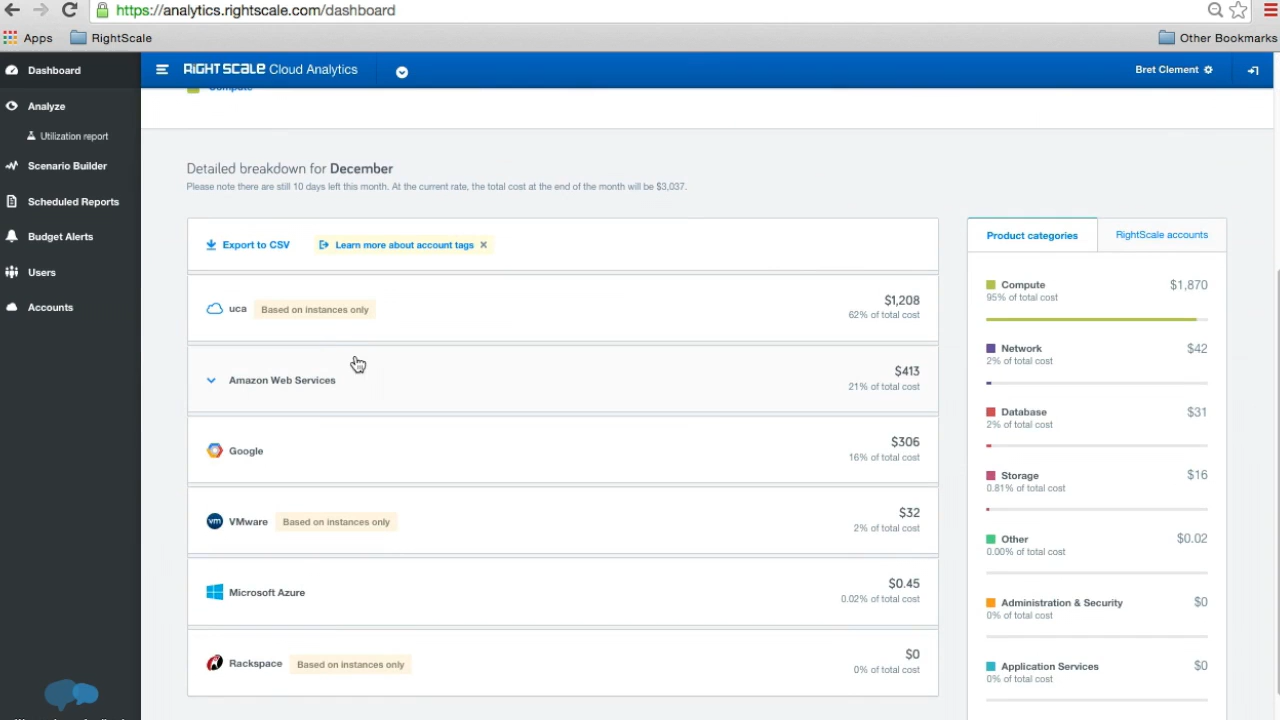 https://analytics.rightscale.com/dashboard
Apps
RightScale
Other Bookmarks
Dashboard
RIGHTSCALE Cloud Analytics
Bret Clement
Analyze
Utilization report
Scenario Builder
Scheduled Reports
Budget Alerts
Users
Accounts
Compute
Detailed breakdown for December
Please note there are still 10 days left this month. At the current rate, the total cost at the end of the month will be $3,037.
Export to CSV
Learn more about account tags ×
uca
Based on instances only
$1,208
62% of total cost
Amazon Web Services
$413
21% of total cost
Google
$306
16% of total cost
vm
VMware
Based on instances only
$32
2% of total cost
Microsoft Azure
$0.45
0.02% of total cost
Rackspace
Based on instances only
$0
0% of total cost
Product categories
RightScale accounts
Compute
$1,870
95% of total cost
Network
$42
2% of total cost
Database
$31
2% of total cost
Storage
$16
0.81% of total cost
Other
$0.02
0.00% of total cost
Administration & Security
$0
0% of total cost
Application Services
$0
0% of total cost